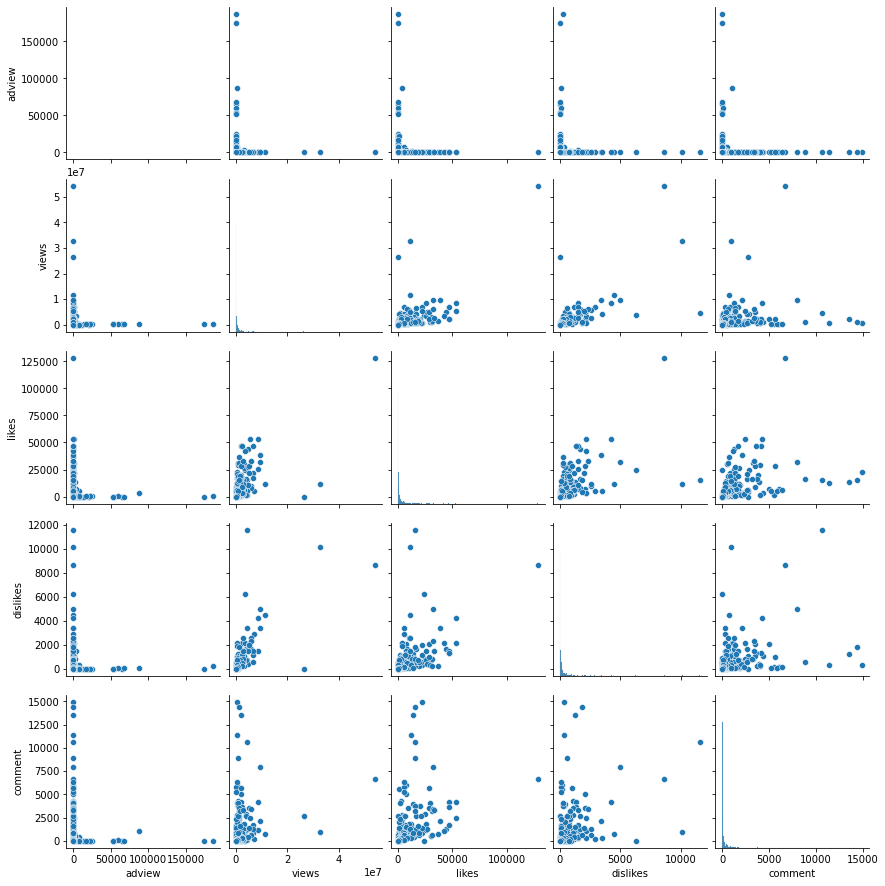 150000
100000
50000
0
adview
1e7
5
4
3
2
1
0
views
125000
100000
75000
50000
25000
0
likes
12000
10000
8000
6000
4000
2000
0
dislikes
15000
12500
10000
7500
5000
2500
0
comment
0 50000 100000 150000
adview
0 2 4
1e7
views
0 50000 100000
likes
0 5000 10000
dislikes
0 5000 10000 15000
comment